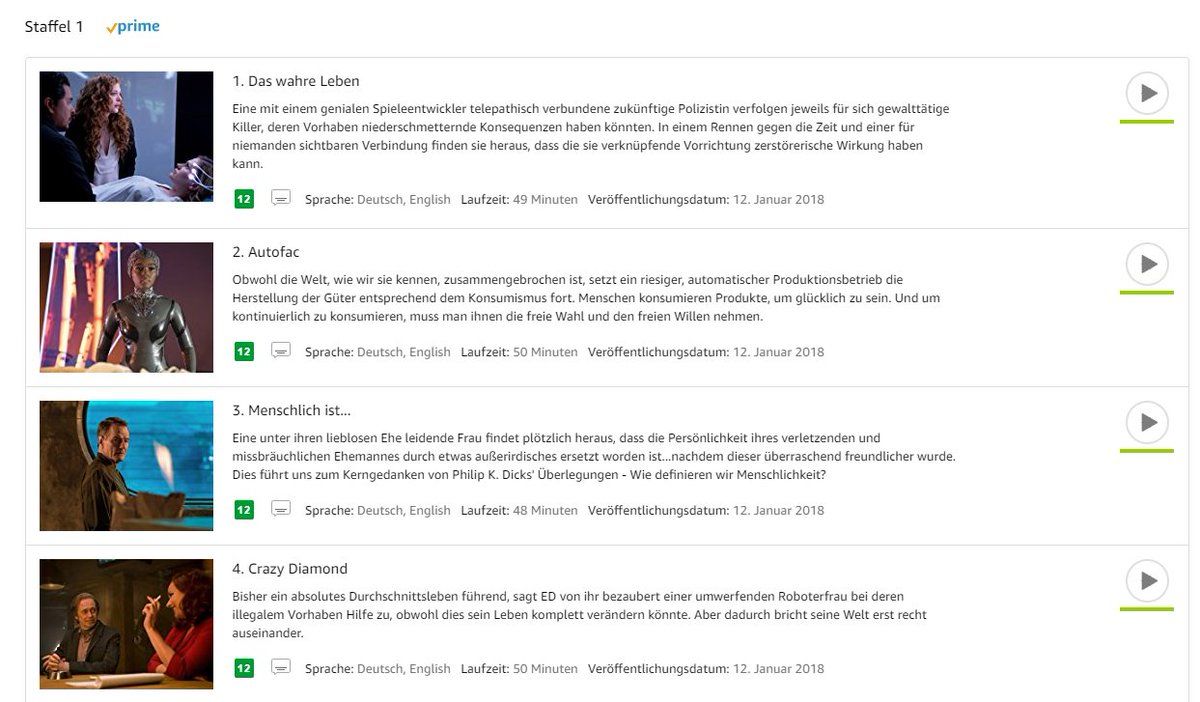 Staffel 1 prime
1. Das wahre Leben
Eine mit einem genialen Spieleentwickler telepathisch verbundene zukünftige Polizistin verfolgen jeweils für sich gewalttätige
Killer, deren Vorhaben niederschmetternde Konsequenzen haben könnten. In einem Rennen gegen die Zeit und einer für
niemanden sichtbaren Verbindung finden sie heraus, dass die sie verknüpfende Vorrichtung zerstörerische Wirkung haben
kann.
12 Sprache: Deutsch, English Laufzeit: 49 Minuten Veröffentlichungsdatum: 12. Januar 2018
2. Autofac
Obwohl die Welt, wie wir sie kennen, zusammengebrochen ist, setzt ein riesiger, automatischer Produktionsbetrieb die
Herstellung der Güter entsprechend dem Konsumismus fort. Menschen konsumieren Produkte, um glücklich zu sein. Und um
kontinuierlich zu konsumieren, muss man ihnen die freie Wahl und den freien Willen nehmen.
12 Sprache: Deutsch, English Laufzeit: 50 Minuten Veröffentlichungsdatum: 12. Januar 2018
3. Menschlich ist...
Eine unter ihren lieblosen Ehe leidende Frau findet plötzlich heraus, dass die Persönlichkeit ihres verletzenden und
missbräuchlichen Ehemannes durch etwas außerirdisches ersetzt worden ist...nachdem dieser überraschend freundlicher wurde.
Dies führt uns zum Kerngedanken von Philip K. Dicks' Überlegungen - Wie definieren wir Menschlichkeit?
12 Sprache: Deutsch, English Laufzeit: 48 Minuten Veröffentlichungsdatum: 12. Januar 2018
4. Crazy Diamond
Bisher ein absolutes Durchschnittsleben führend, sagt ED von ihr bezaubert einer umwerfenden Roboterfrau bei deren
illegalem Vorhaben Hilfe zu, obwohl dies sein Leben komplett verändern könnte. Aber dadurch bricht seine Welt erst recht
auseinander.
12 Sprache: Deutsch, English Laufzeit: 50 Minuten Veröffentlichungsdatum: 12. Januar 2018